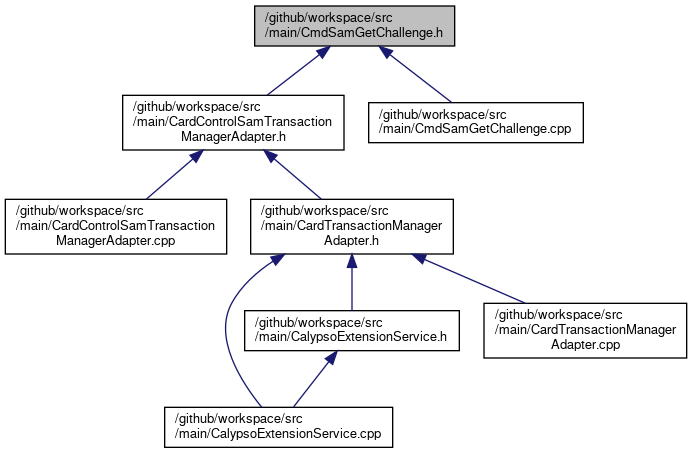 /github/workspace/src
/main/CmdSamGetChallenge.h
/github/workspace/src
/main/CardControlSamTransaction
ManagerAdapter.h
/github/workspace/src
/main/CmdSamGetChallenge.cpp
/github/workspace/src
/main/CardControlSamTransaction
ManagerAdapter.cpp
/github/workspace/src
/main/CardTransactionManager
Adapter.h
/github/workspace/src
/main/CalypsoExtensionService.h
/github/workspace/src
/main/CardTransactionManager
Adapter.cpp
/github/workspace/src
/main/CalypsoExtensionService.cpp